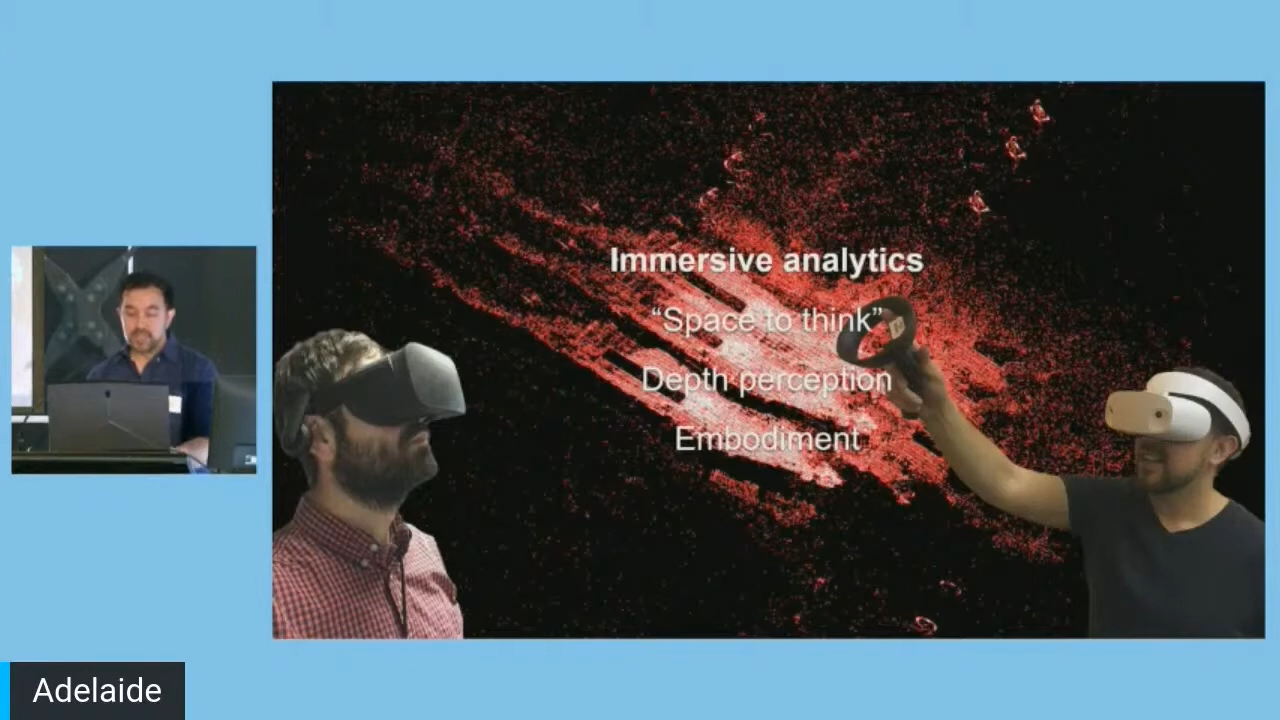 Immersive analytics
“Space to think”
Depth perception
Embodiment
Adelaide